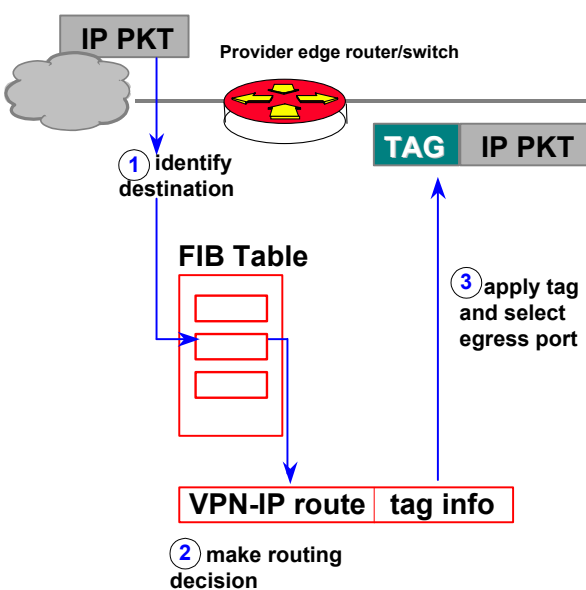 IP PKT
Provider edge router/switch
TAG IP PKT
1 identify
destination
FIB Table
3 apply tag
and select
egress port
VPN-IP route tag info
2 make routing
decision